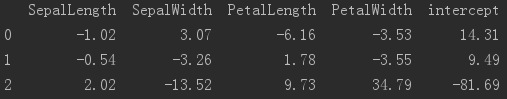 SepalLength SepalWidth PetalLength PetalWidth intercept
0 -1.02 3.07 -6.16 -3.53 14.31
1 -0.54 -3.26 1.78 -3.55 9.49
2 2.02 -13.52 9.73 34.79 -81.69